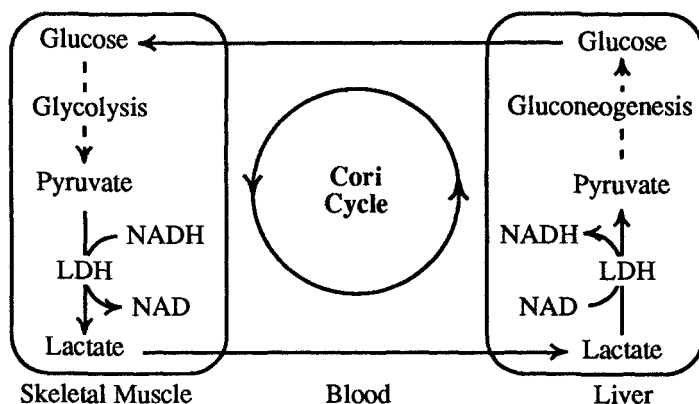 Glucose
Glucose
Glycolysis
Gluconeogenesis
Pyruvate
Cori
Cycle
Pyruvate
NADH
NADH
LDH
LDH
NAD
NAD
Lactate
Lactate
Skeletal Muscle
Blood
Liver